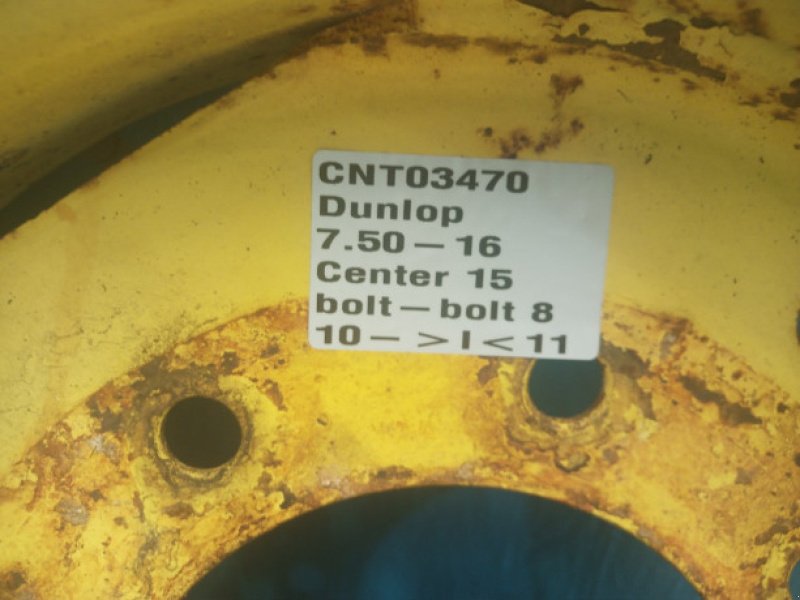 CNT03470
Dunlop
7.50 – 16
Center 15
bolt – bolt 8
10 – > I < 11